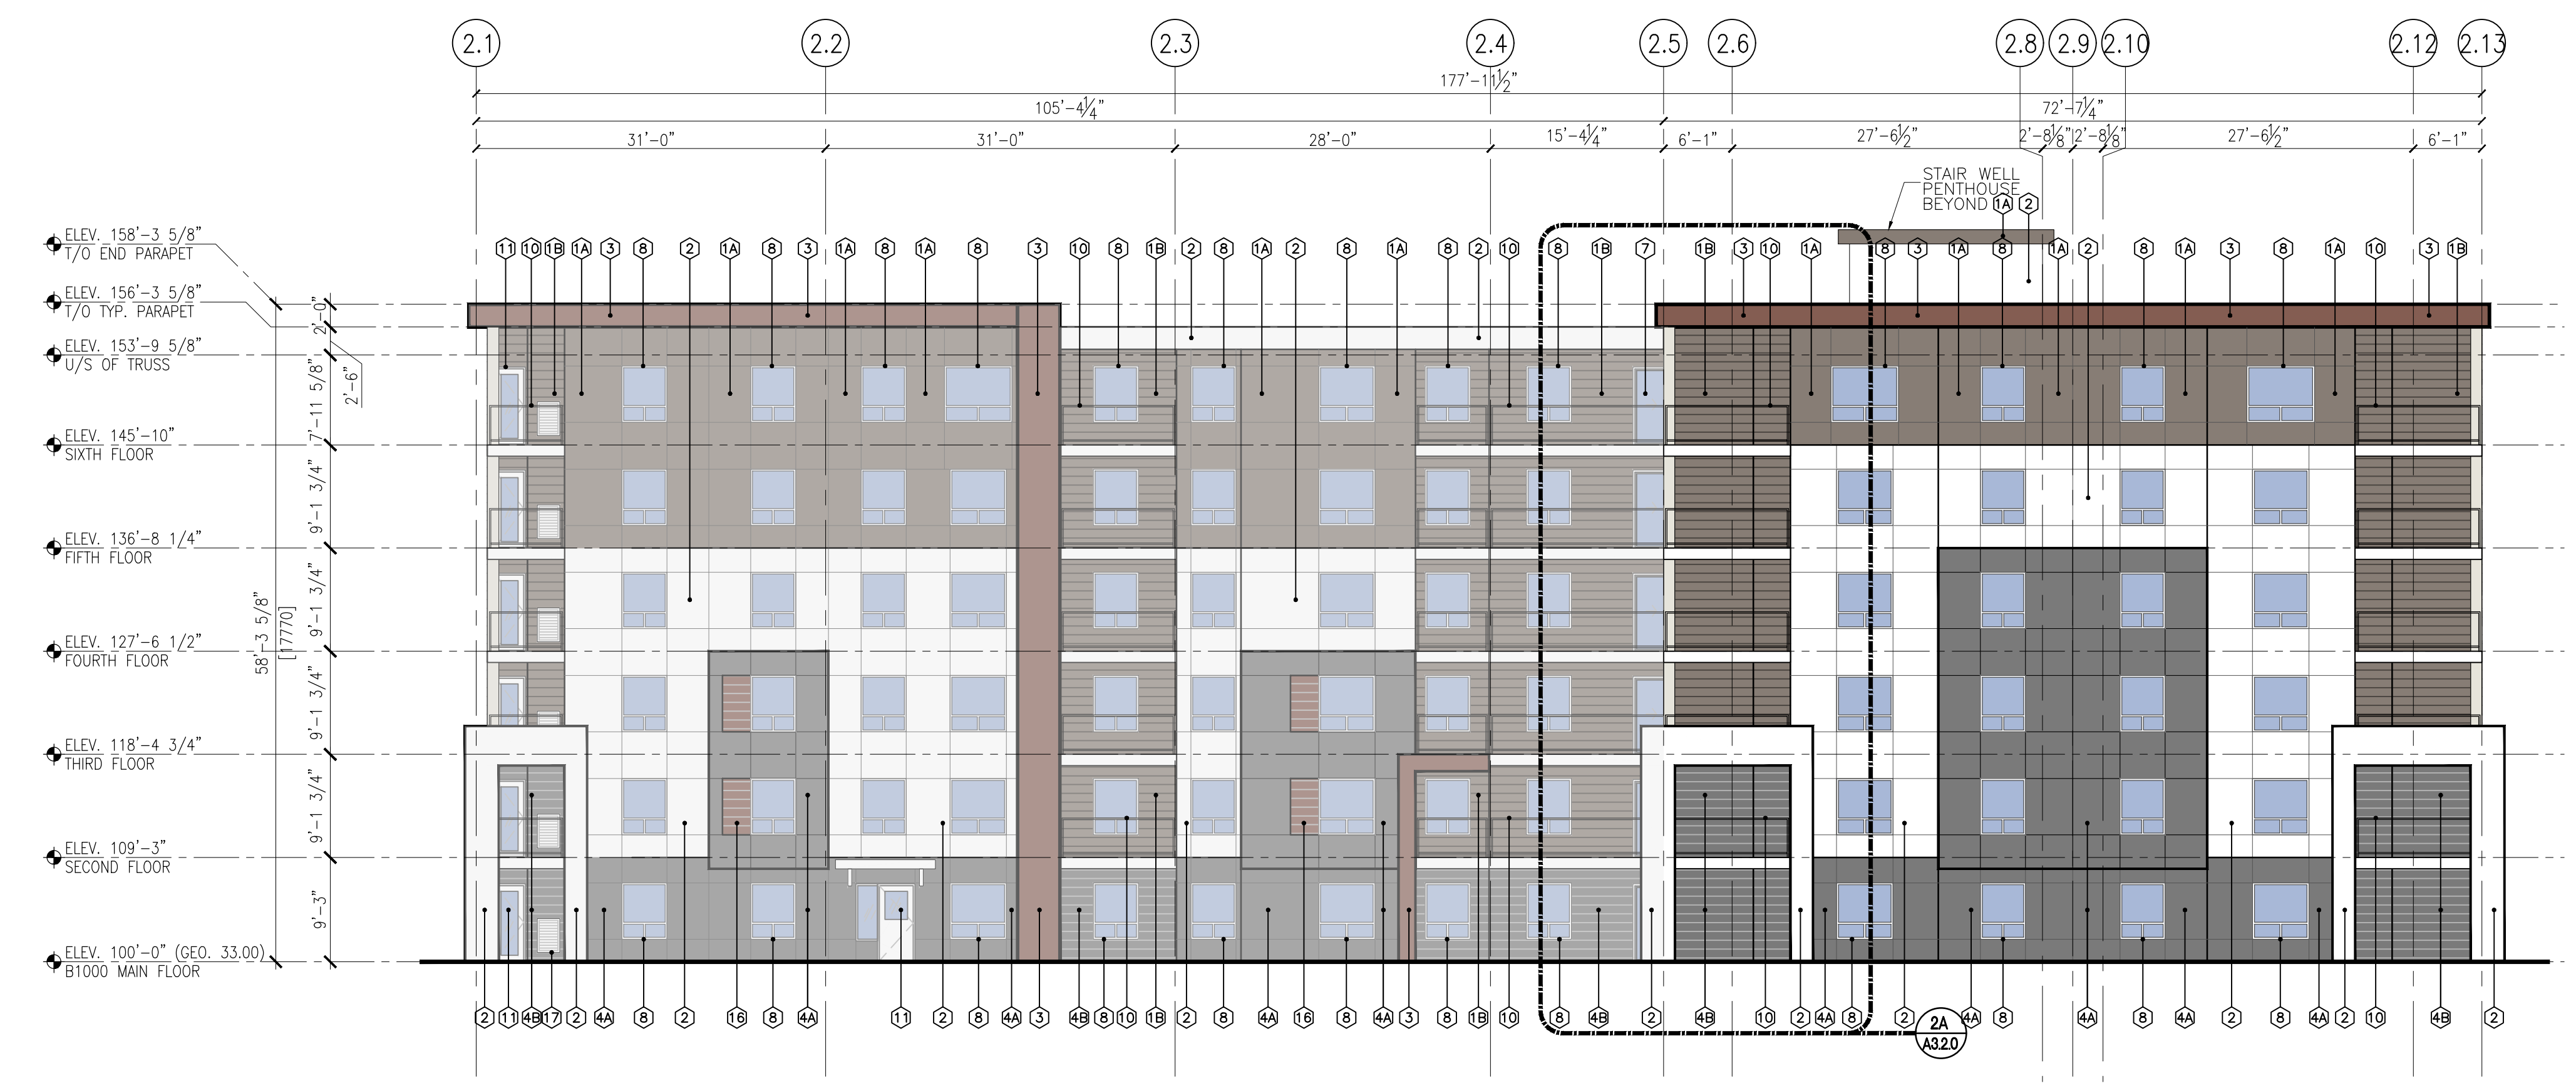 2.1 2.2 2.3 2.4 2.5 2.6 2.8 2.9 2.10 2.12 2.13
177'-11½"
105'-4¼" 72'-7¼"
31'-0" 31'-0" 28'-0" 15'-4¼" 6'-1" 27'-6½" 2'-8⅛" 2'-8⅛" 27'-6½" 6'-1"
STAIR WELL
PENTHOUSE
BEYOND 1A 2
ELEV. 158'-3 5/8"
T/O END PARAPET
11 10 1B 1A 3 8 2 1A 8 3 1A 8 1A 8 3 10 8 1B 2 8 1A 2 8 1A 8 2 10 8 1B 7 1B 3 10 1A 8 3 1A 8 1A 2 8 1A 3 8 1A 10 3 1B
ELEV. 156'-3 5/8"
T/O TYP. PARAPET
2'-0"
ELEV. 153'-9 5/8"
U/S OF TRUSS
2'-6"
7'-11 5/8"
ELEV. 145'-10"
SIXTH FLOOR
9'-1 3/4"
ELEV. 136'-8 1/4"
FIFTH FLOOR
9'-1 3/4"
58'-3 5/8"
[17770]
ELEV. 127'-6 1/2"
FOURTH FLOOR
9'-1 3/4"
ELEV. 118'-4 3/4"
THIRD FLOOR
9'-1 3/4"
ELEV. 109'-3"
SECOND FLOOR
9'-3"
ELEV. 100'-0" (GEO. 33.00)
B1000 MAIN FLOOR
2 11 4B 17 2 4A 8 2 16 8 4A 11 2 8 4A 3 4B 8 10 1B 2 8 4A 16 8 4A 3 8 1B 10 8 4B 2 4B 10 2 4A 8 2 4A 8 4A 8 4A 2 8 4A 2 10 4B 2
2A
A3.2.0